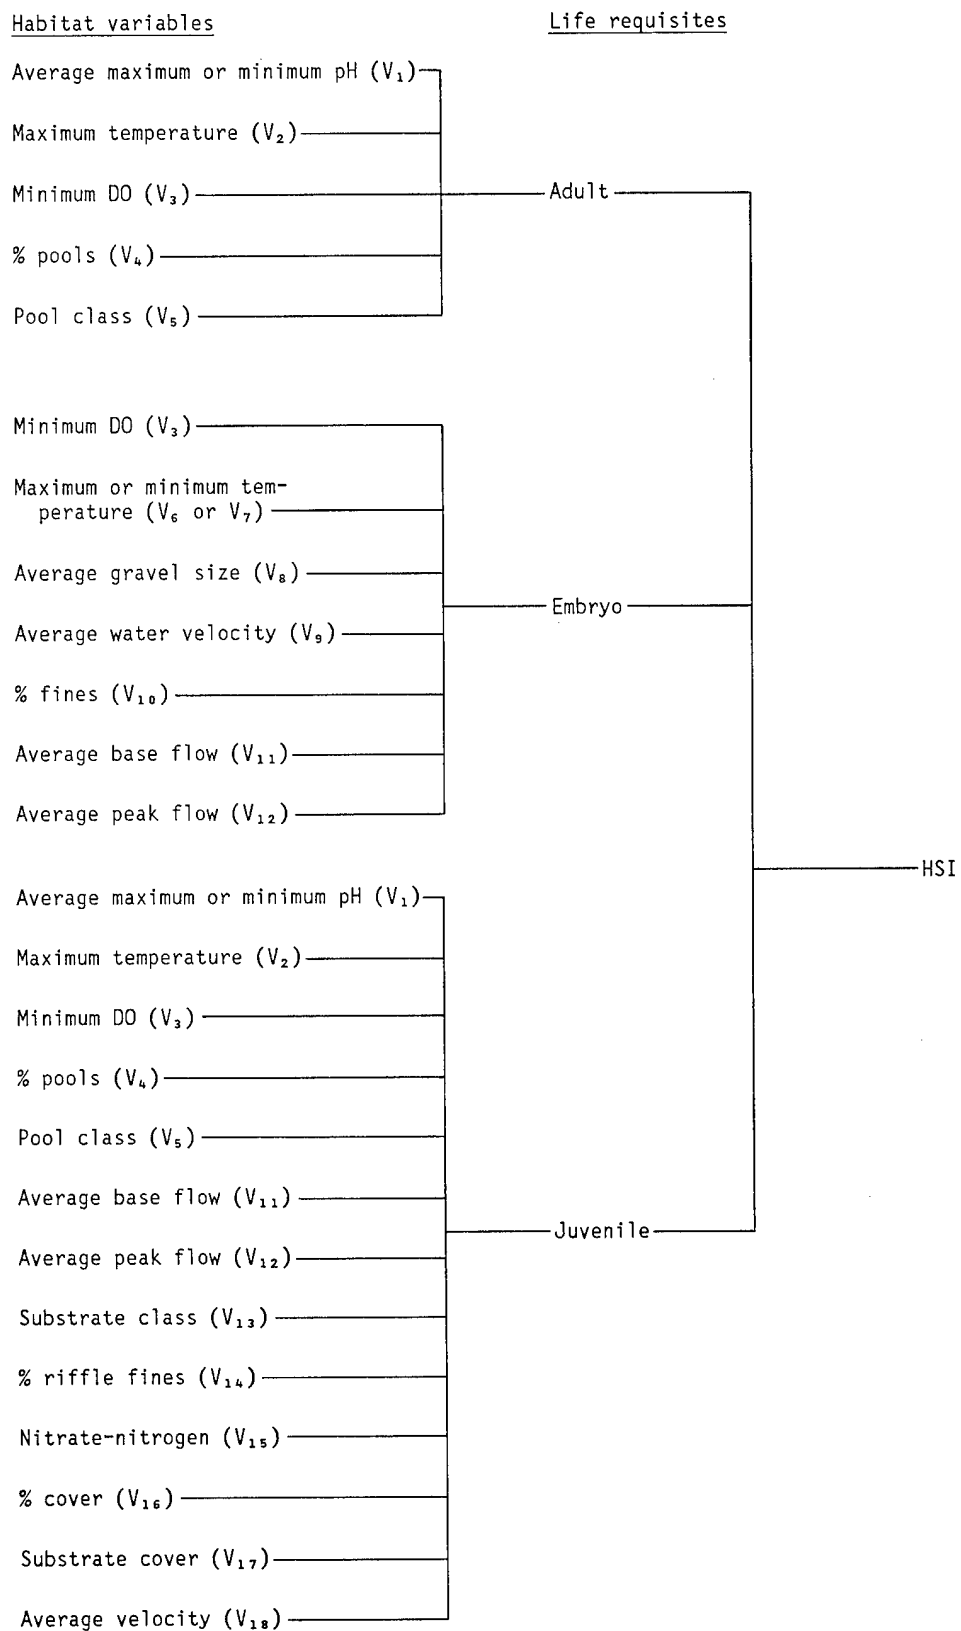 Habitat variables
Life requisites
Average maximum or minimum pH (V₁)
Maximum temperature (V₂)
Minimum DO (V₃)
Adult
% pools (V₄)
Pool class (V₅)
Minimum DO (V₃)
Maximum or minimum tem-
perature (V₆ or V₇)
Average gravel size (V₈)
Embryo
Average water velocity (V₉)
% fines (V₁₀)
Average base flow (V₁₁)
Average peak flow (V₁₂)
HSI
Average maximum or minimum pH (V₁)
Maximum temperature (V₂)
Minimum DO (V₃)
% pools (V₄)
Pool class (V₅)
Average base flow (V₁₁)
Juvenile
Average peak flow (V₁₂)
Substrate class (V₁₃)
% riffle fines (V₁₄)
Nitrate-nitrogen (V₁₅)
% cover (V₁₆)
Substrate cover (V₁₇)
Average velocity (V₁₈)